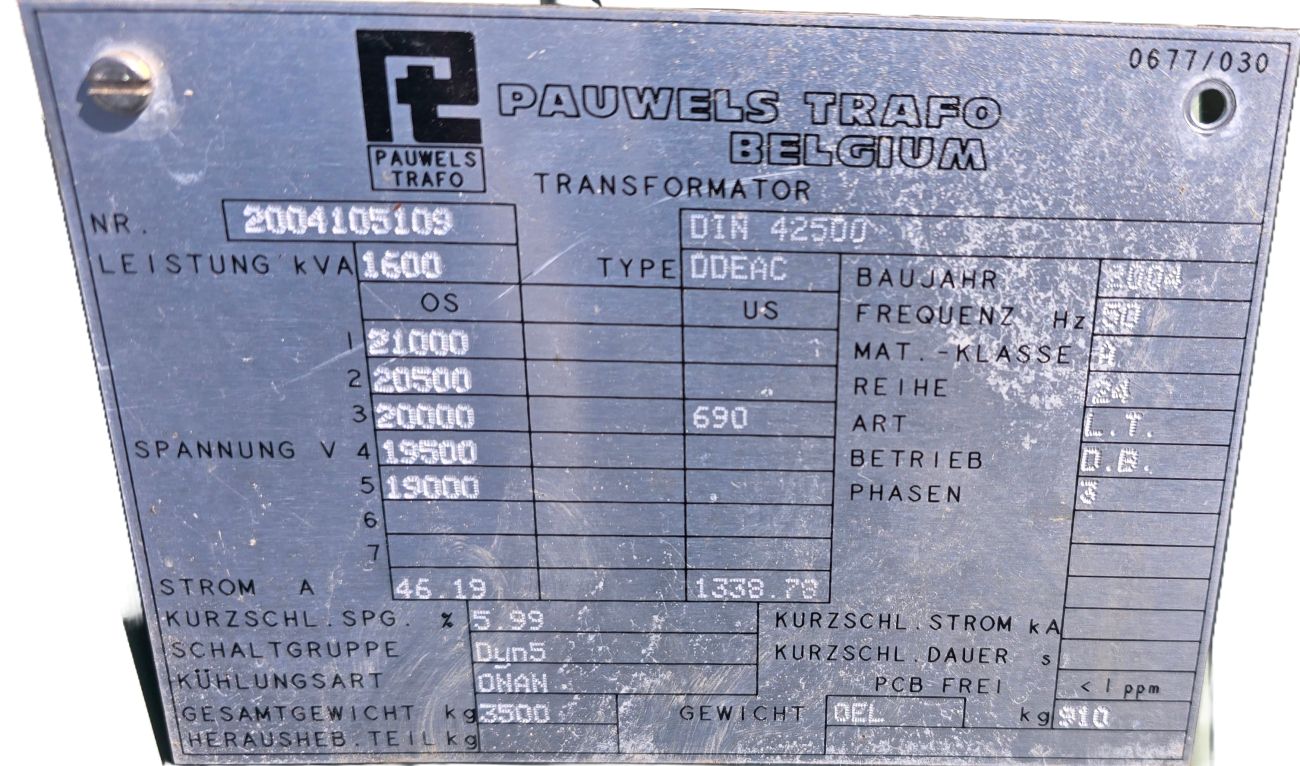 0677/030
PAUWELS TRAFO
BELGIUM
PAUWELS
TRAFO
TRANSFORMATOR
NR. 2004105109 DIN 42500
LEISTUNG kVA 1600 TYPE DDEAC BAUJAHR 2004
OS US FREQUENZ Hz
1 21000 MAT.-KLASSE
2 20500 REIHE 24
3 20000 690 ART L.T.
SPANNUNG V 4 19500 BETRIEB D.B.
5 19000 PHASEN 3
6
7
STROM A 46.19 1338.78
KURZSCHL.SPG. % 5.99 KURZSCHL.STROM kA
SCHALTGRUPPE Dyn5 KURZSCHL.DAUER s
KÜHLUNGSART ONAN PCB FREI <1 ppm
GESAMTGEWICHT kg 3500 GEWICHT OEL kg 910
HERAUSHEB.TEIL kg